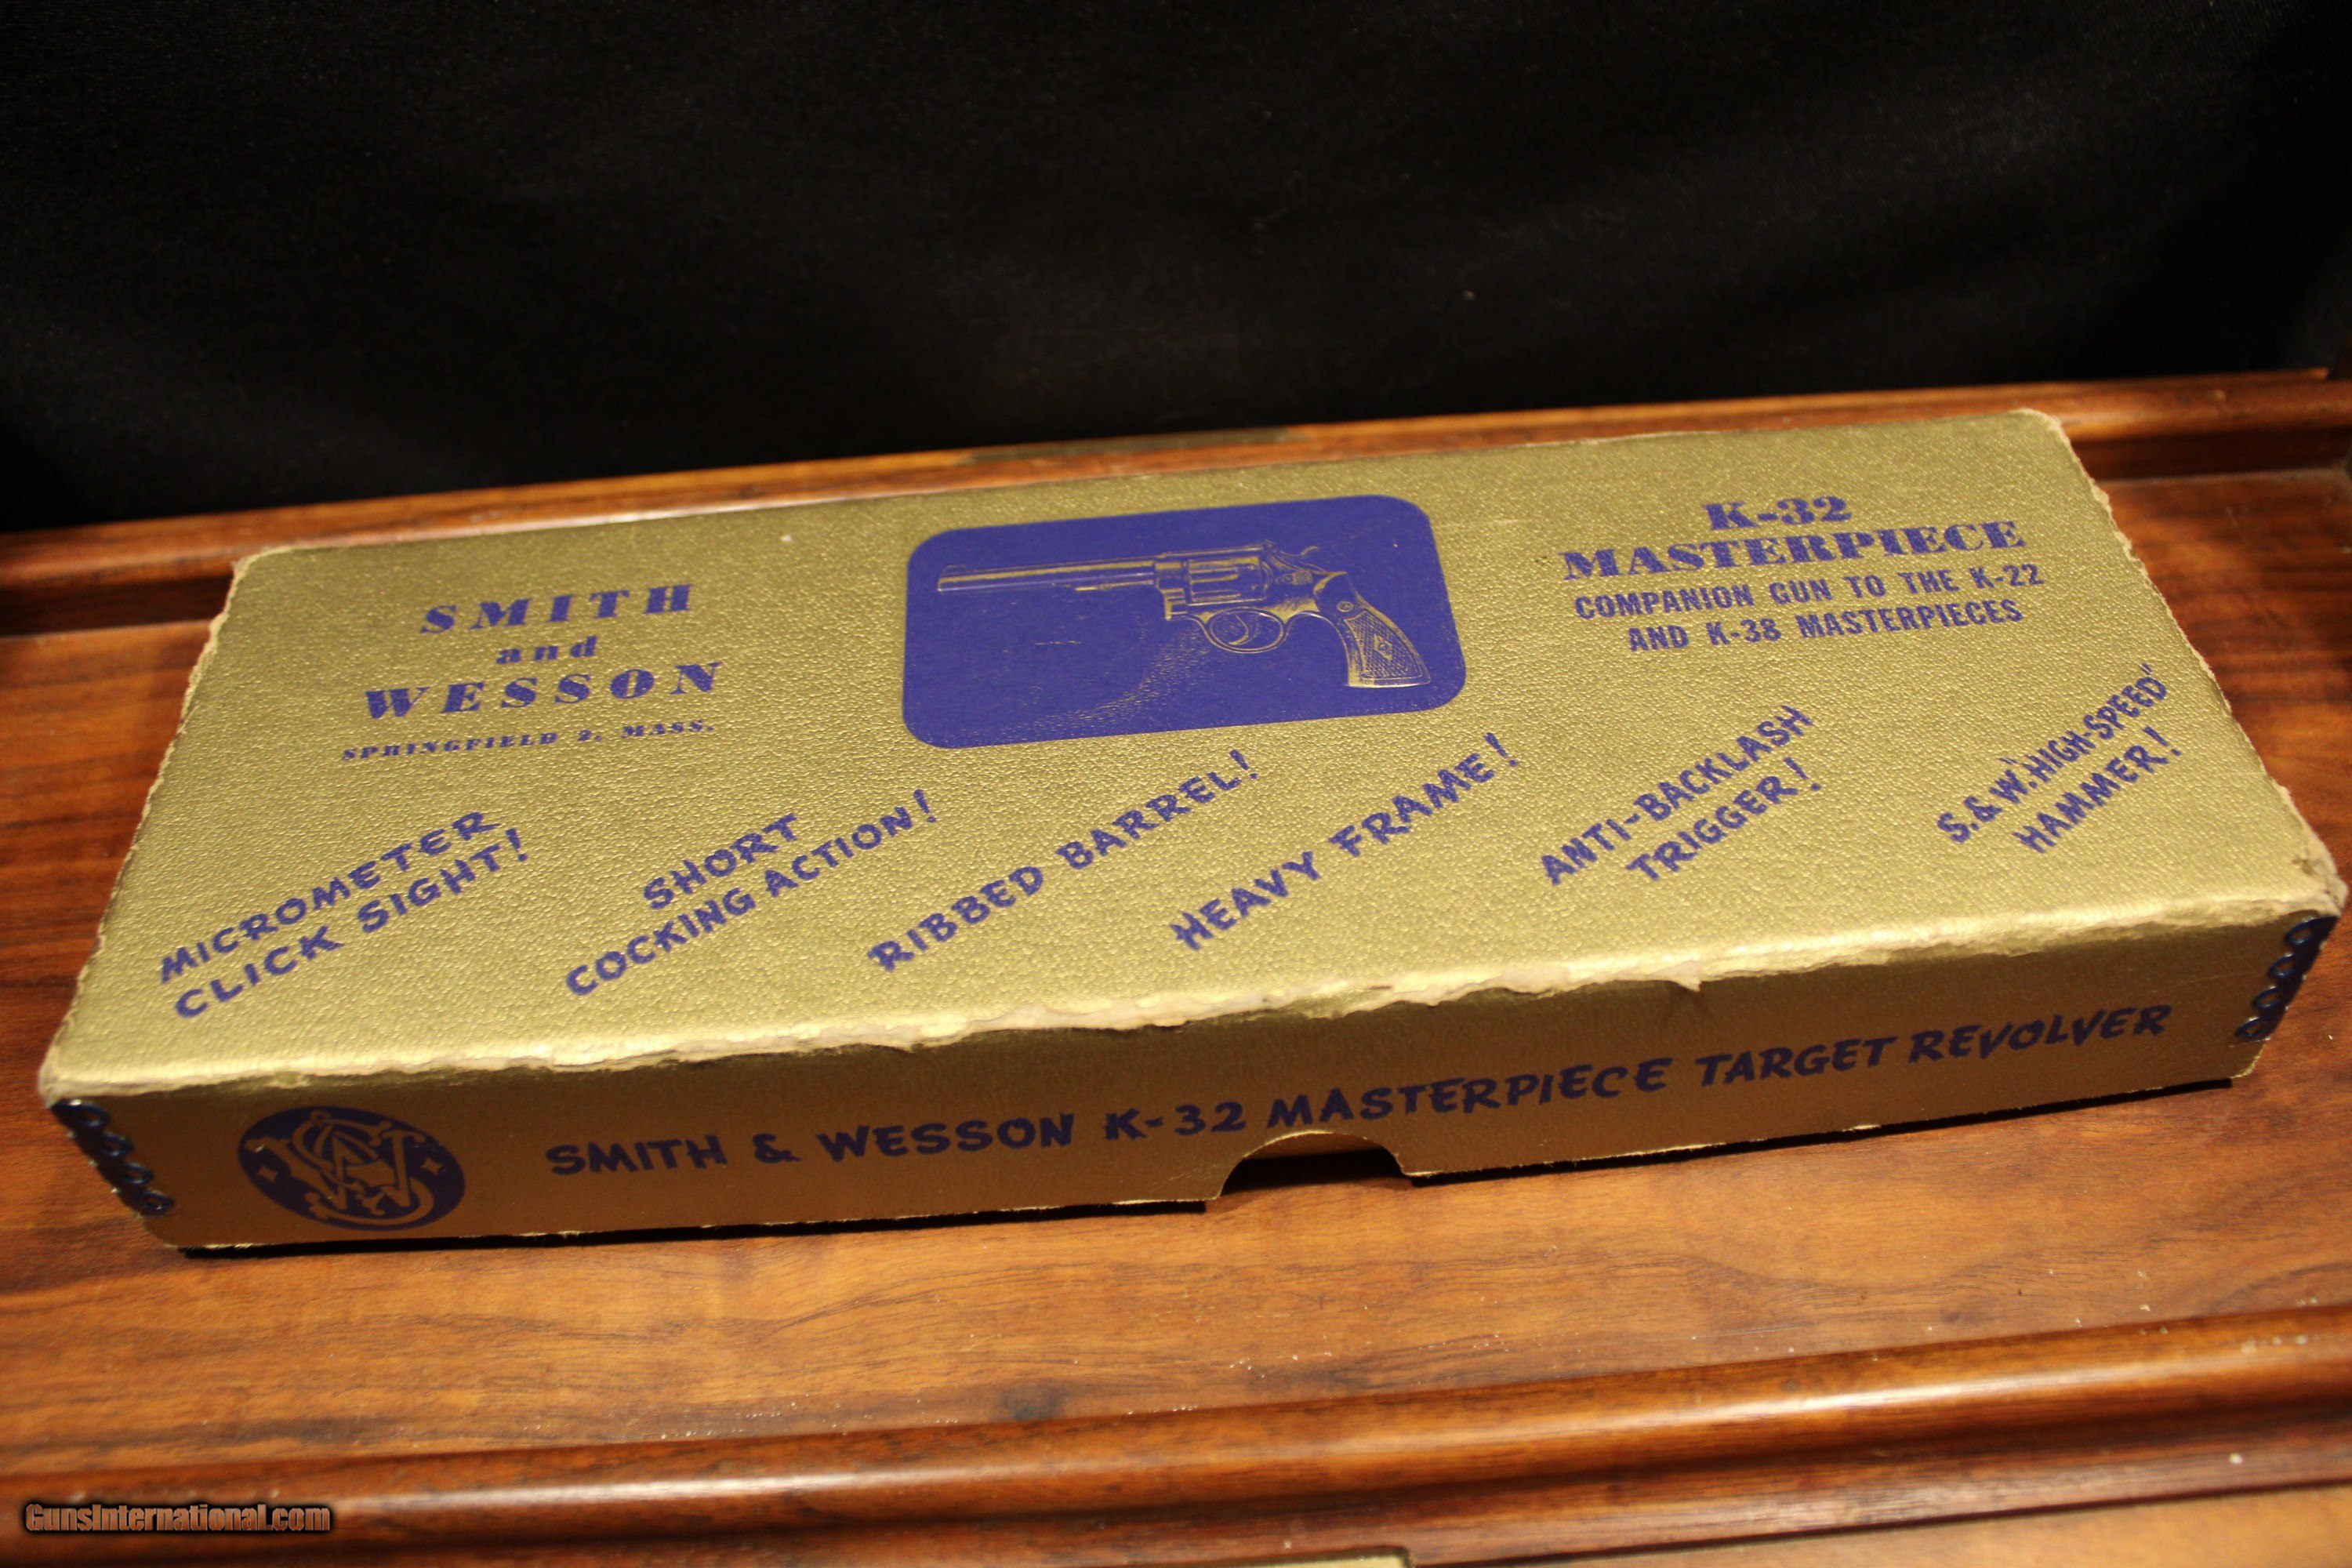 SMITH
and
WESSON
SPRINGFIELD 2, MASS.
K-32
MASTERPIECE
COMPANION GUN TO THE K-22
AND K-38 MASTERPIECES
MICROMETER
CLICK SIGHT!
SHORT
COCKING ACTION!
RIBBED BARREL!
HEAVY FRAME!
ANTI-BACKLASH
TRIGGER!
S.&W. "HIGH-SPEED"
HAMMER!
S&W
SMITH & WESSON K-32 MASTERPIECE TARGET REVOLVER
GunsInternational.com